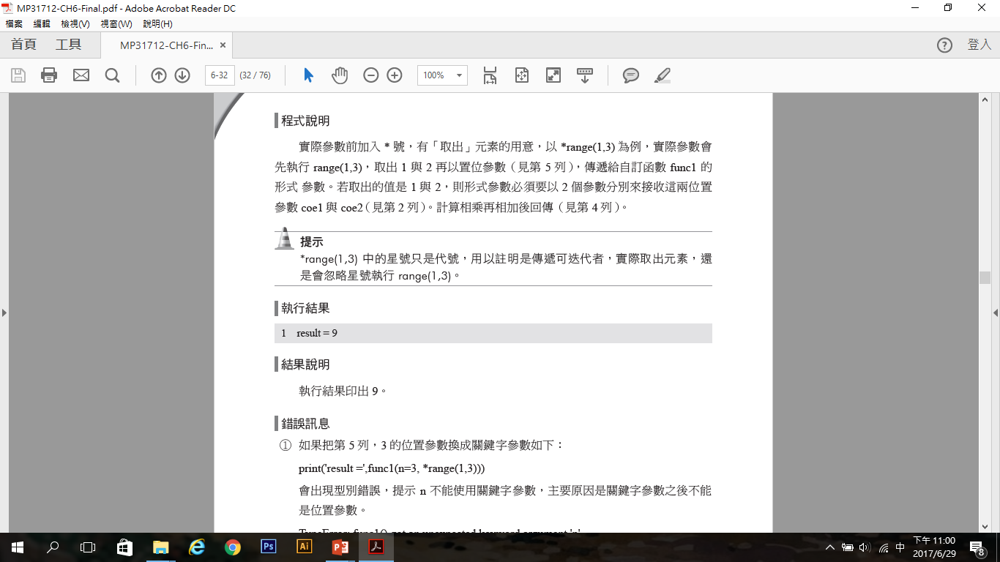 MP31712-CH6-Final.pdf - Adobe Acrobat Reader DC
檔案 編輯 檢視(V) 視窗(W) 說明(H)
首頁 工具 MP31712-CH6-Fin... × ? 登入
6-32 (32 / 76) 100%
程式說明
實際參數前加入 * 號，有「取出」元素的用意，以 *range(1,3) 為例，實際參數會
先執行 range(1,3)，取出 1 與 2 再以置位參數（見第 5 列），傳遞給自訂函數 func1 的
形式 參數。若取出的值是 1 與 2，則形式參數必須要以 2 個參數分別來接收這兩位置
參數 coe1 與 coe2（見第 2 列）。計算相乘再相加後回傳（見第 4 列）。
提示
*range(1,3) 中的星號只是代號，用以註明是傳遞可迭代者，實際取出元素，還
是會忽略星號執行 range(1,3)。
執行結果
1 result = 9
結果說明
執行結果印出 9。
錯誤訊息
① 如果把第 5 列，3 的位置參數換成關鍵字參數如下：
print('result =',func1(n=3, *range(1,3)))
會出現型別錯誤，提示 n 不能使用關鍵字參數，主要原因是關鍵字參數之後不能
是位置參數。
TypeError: func1() got an unexpected keyword argument 'n'
Ps Ai 中 下午 11:00
2017/6/29 8